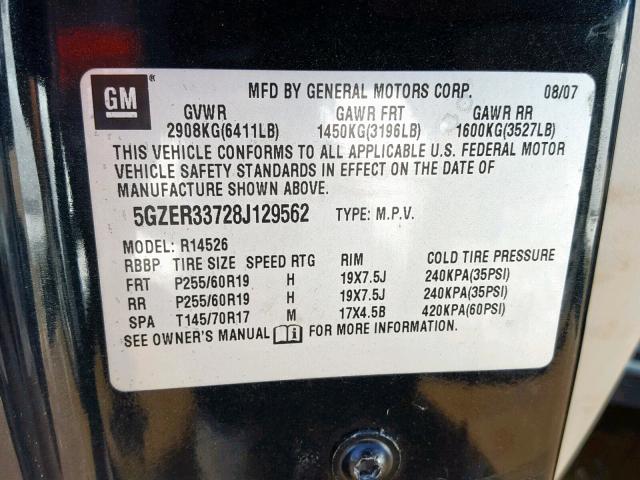 GM® MFD BY GENERAL MOTORS CORP. 08/07
GVWR GAWR FRT GAWR RR
2908KG(6411LB) 1450KG(3196LB) 1600KG(3527LB)
THIS VEHICLE CONFORMS TO ALL APPLICABLE U.S. FEDERAL MOTOR
VEHICLE SAFETY STANDARDS IN EFFECT ON THE DATE OF
MANUFACTURE SHOWN ABOVE.
5GZER33728J129562 TYPE: M.P.V.
MODEL: R14526
RBBP TIRE SIZE SPEED RTG RIM COLD TIRE PRESSURE
FRT P255/60R19 H 19X7.5J 240KPA(35PSI)
RR P255/60R19 H 19X7.5J 240KPA(35PSI)
SPA T145/70R17 M 17X4.5B 420KPA(60PSI)
SEE OWNER'S MANUAL FOR MORE INFORMATION.